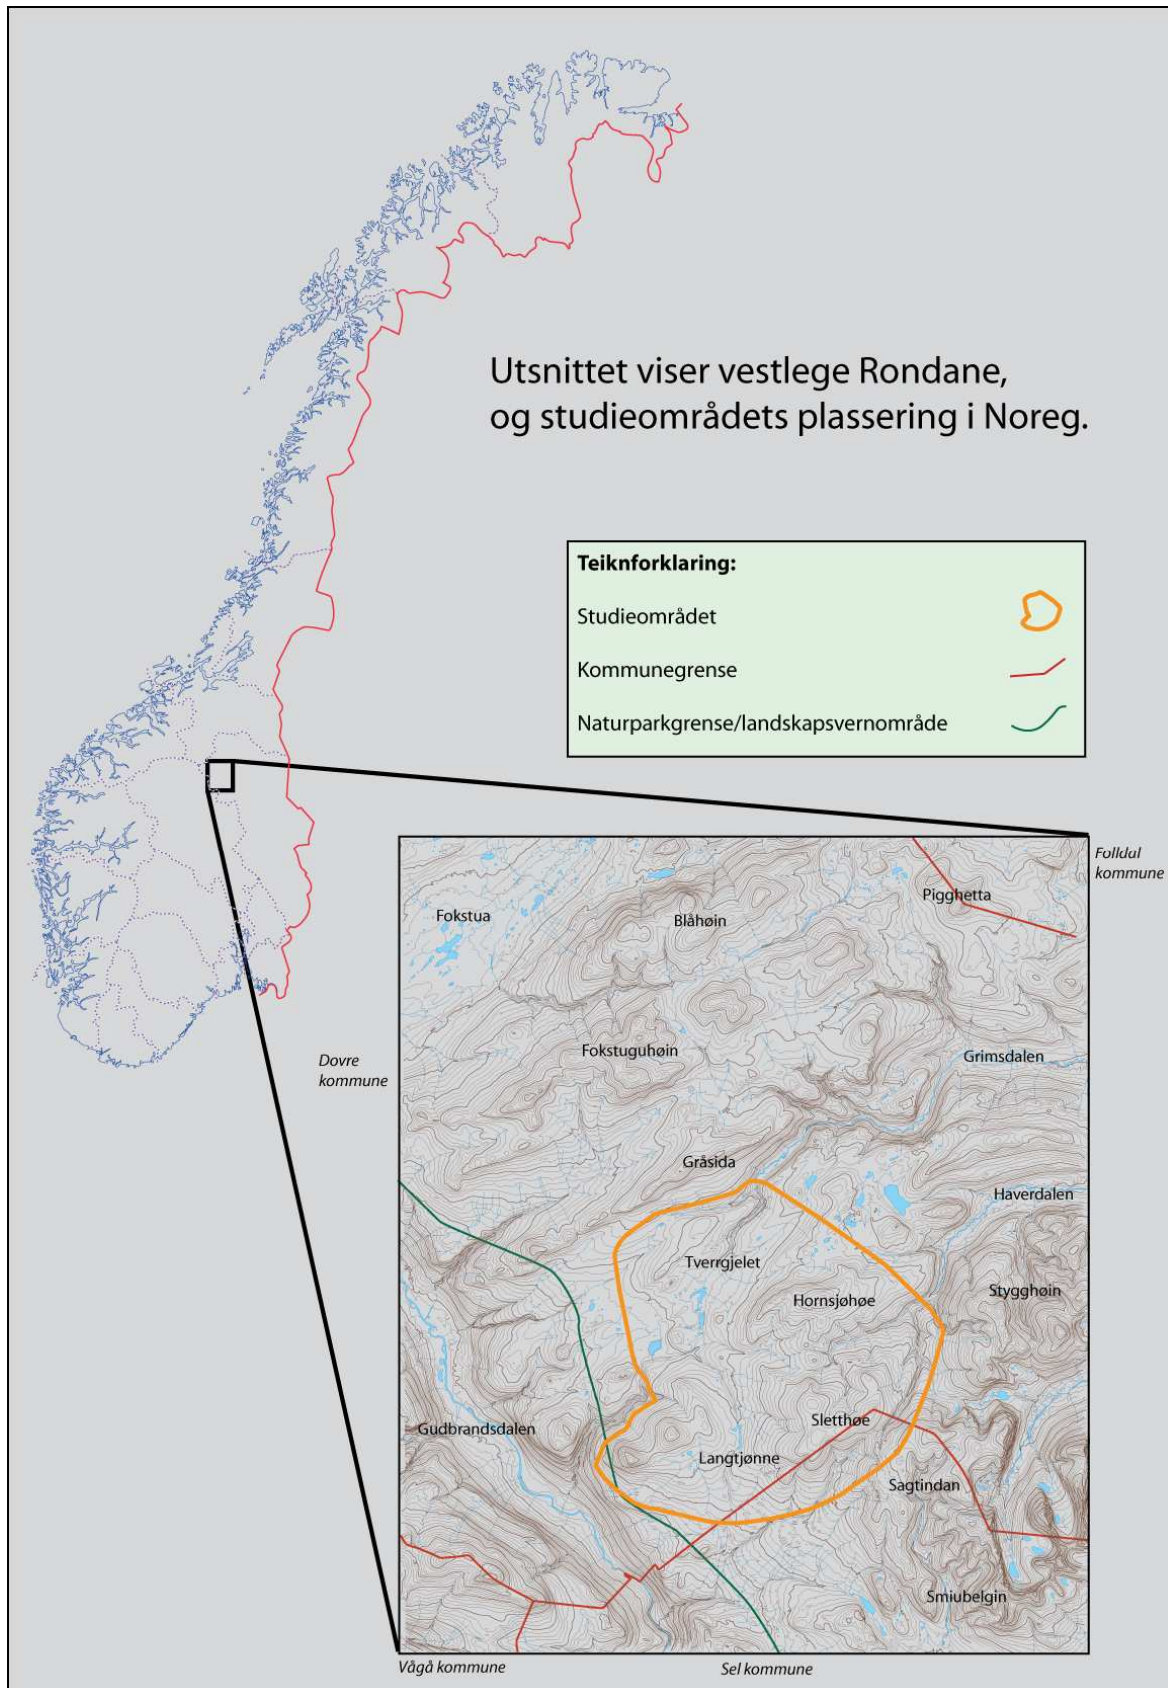 Utsnittet viser vestlege Rondane,
og studieområdets plassering i Noreg.
Teiknforklaring:
Studieområdet
Kommunegrense
Naturparkgrense/landskapsvernområde
Folldal
kommune
Pigghetta
Fokstua
Blåhøin
Fokstuguhøin
Grimsdalen
Dovre
kommune
Gråsida
Haverdalen
Tverrgjelet
Stygghøin
Hornsjøhøe
Sletthøe
Gudbrandsdalen
Langtjønne
Sagtindan
Smiubelgin
Vågå kommune
Sel kommune